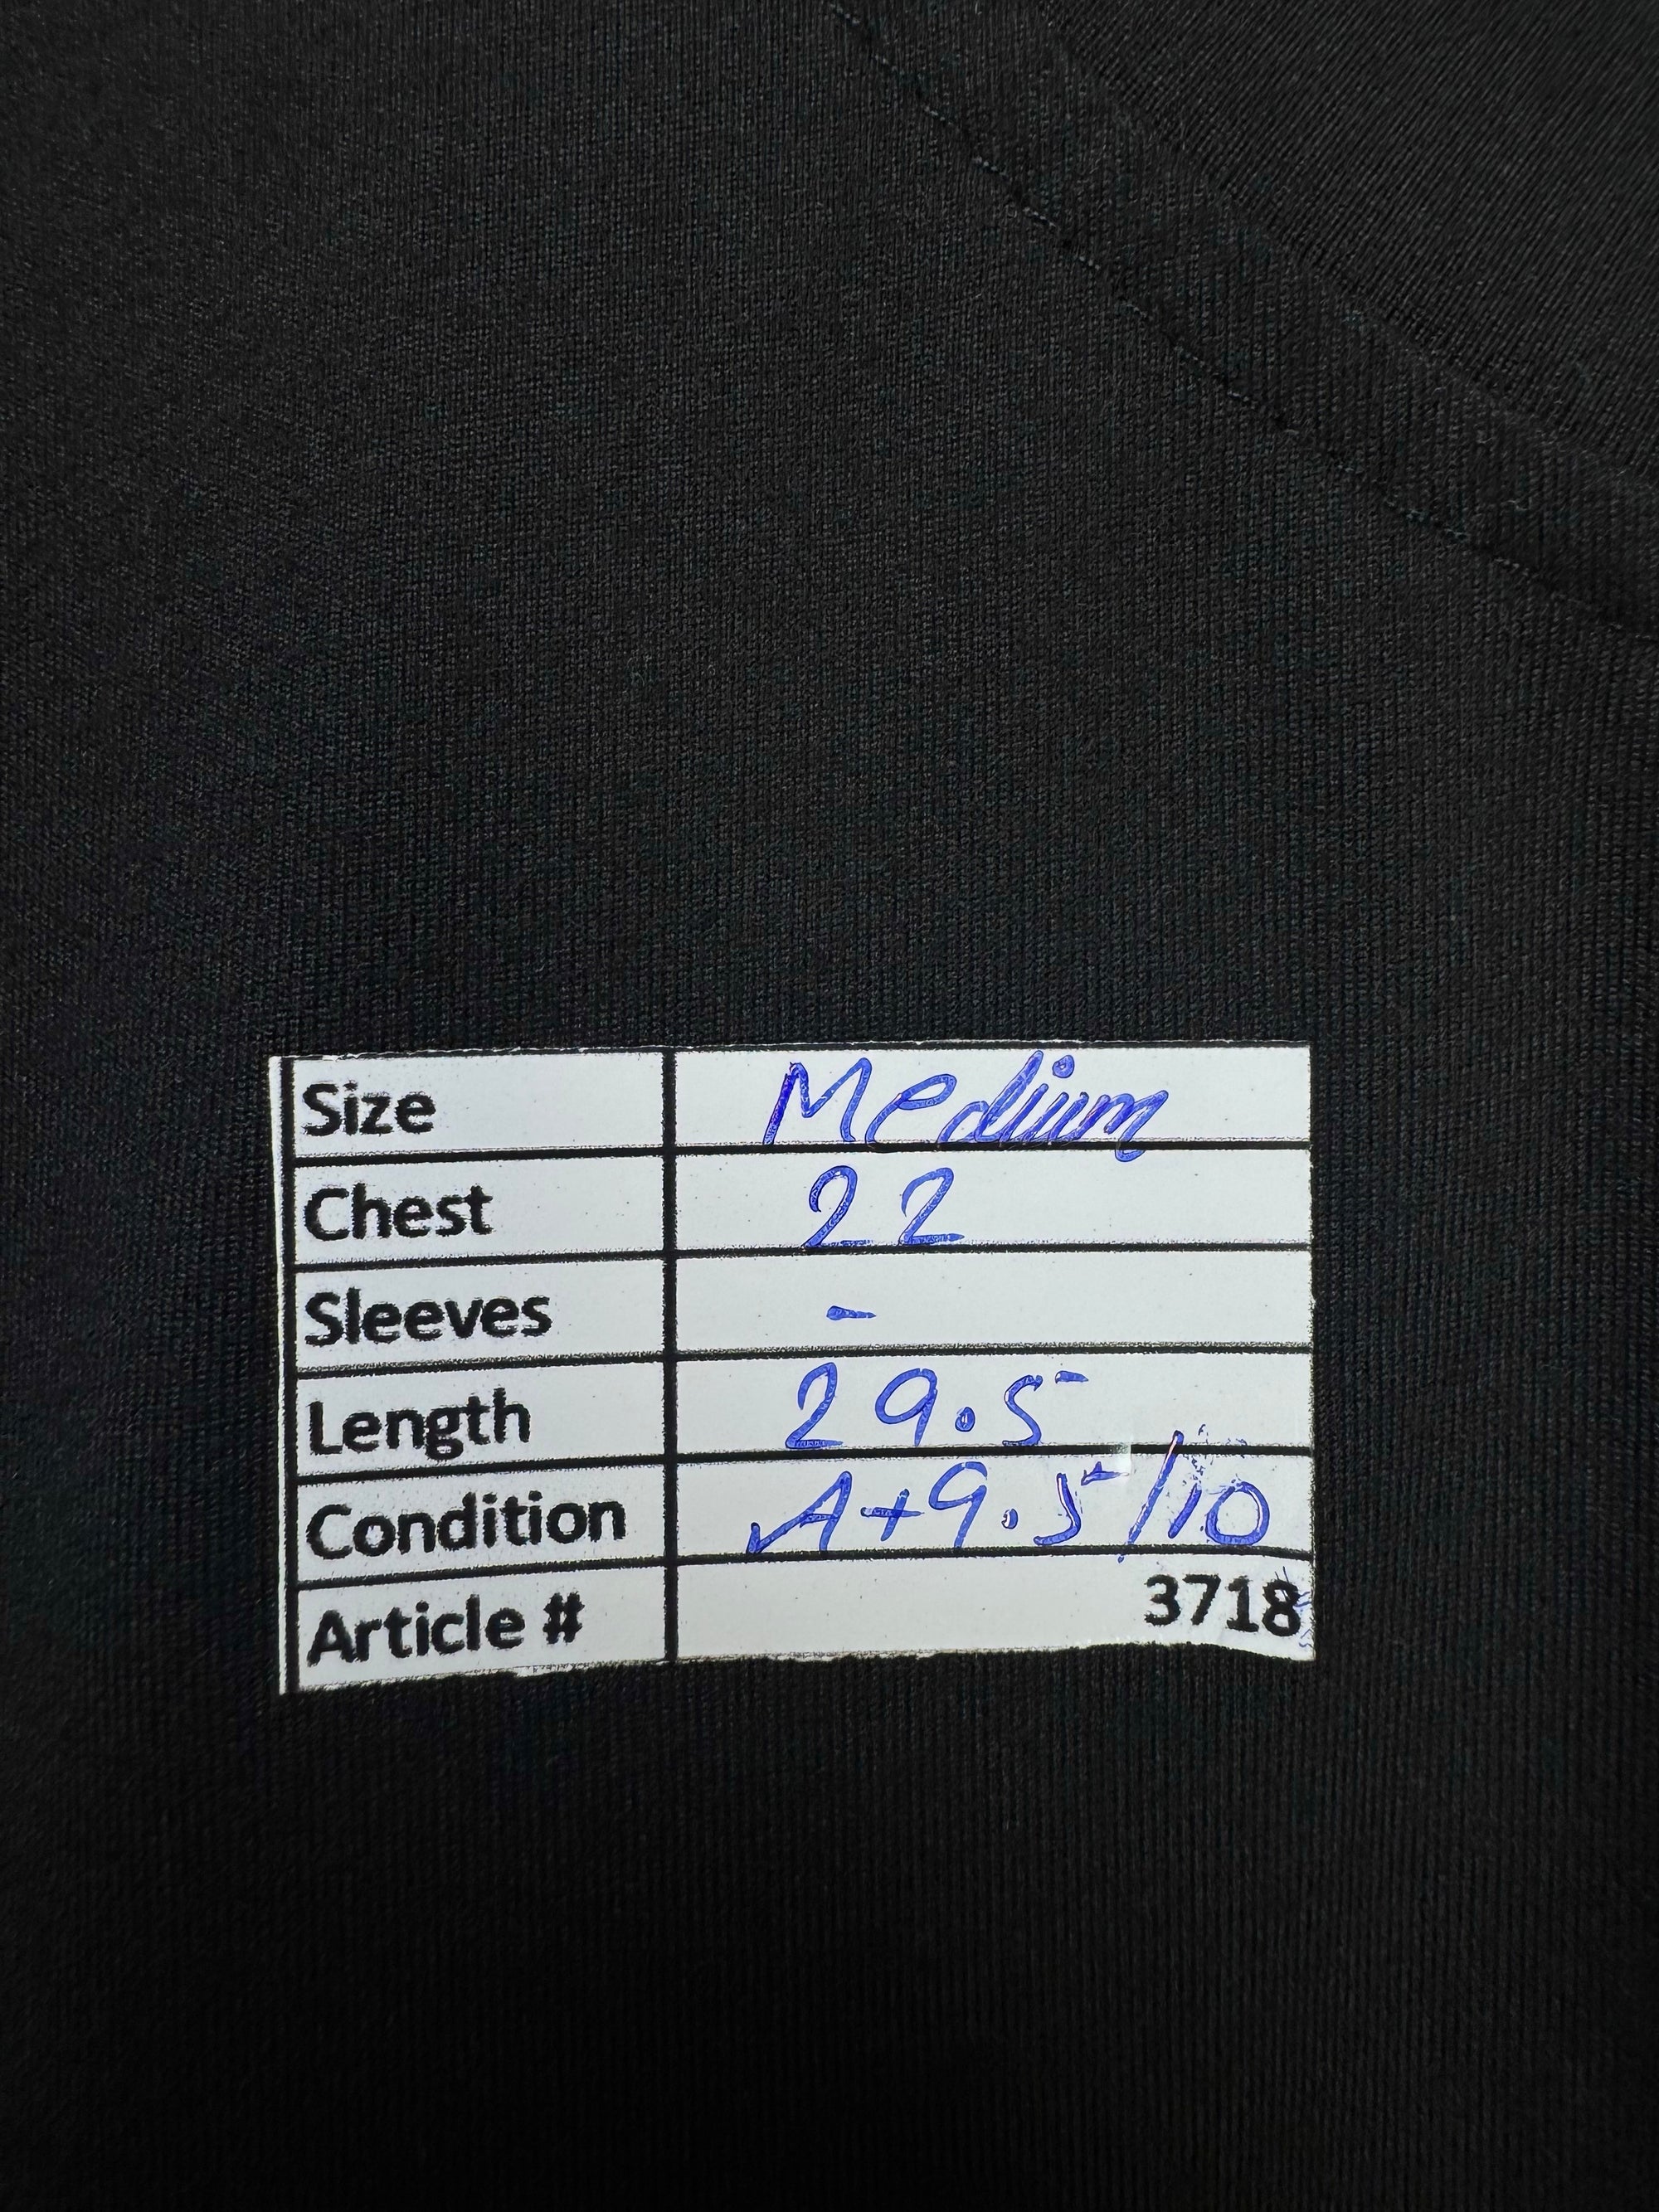 Size Medium
Chest 22
Sleeves -
Length 29.5
Condition A+9.5/10
Article # 3718